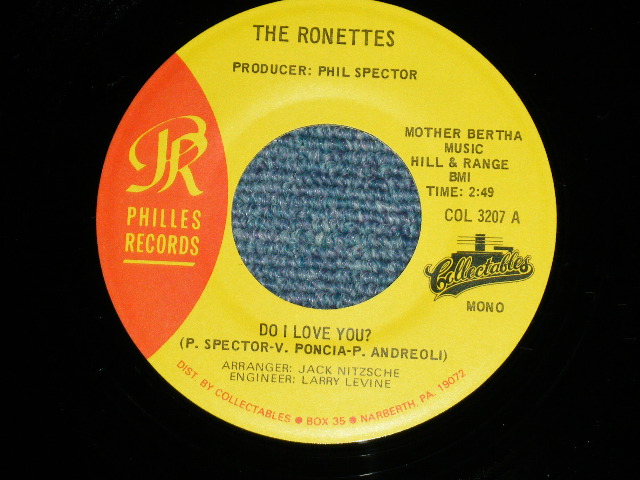 THE RONETTES
PRODUCER: PHIL SPECTOR
PR
PHILLES
RECORDS
MOTHER BERTHA
MUSIC
HILL & RANGE
BMI
TIME: 2:49
COL 3207 A
Collectables
MONO
DO I LOVE YOU?
(P. SPECTOR-V. PONCIA-P. ANDREOLI)
ARRANGER: JACK NITZSCHE
ENGINEER: LARRY LEVINE
DIST. BY COLLECTABLES ● BOX 35 ● NARBERTH, PA. 19072